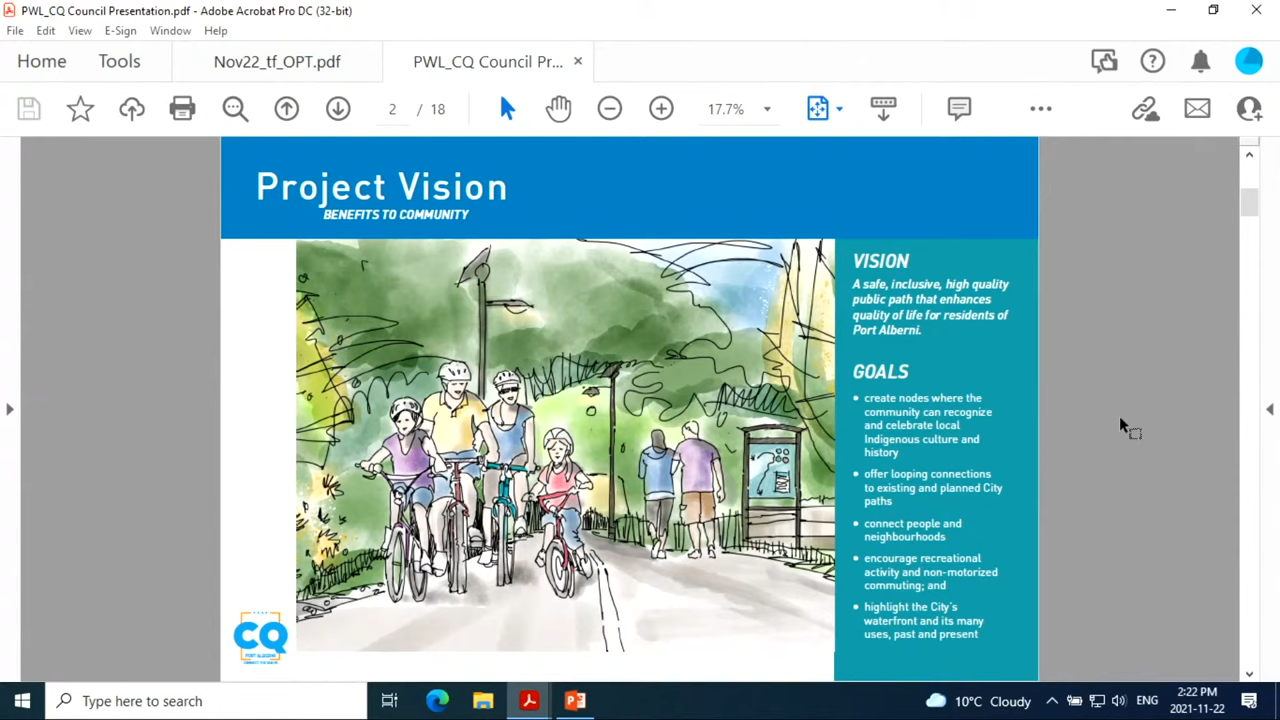 PWL_CQ Council Presentation.pdf - Adobe Acrobat Pro DC (32-bit)
File Edit View E-Sign Window Help
Home Tools Nov22_tf_OPT.pdf PWL_CQ Council Pr...
2 / 18 17.7%
Project Vision
BENEFITS TO COMMUNITY
VISION
A safe, inclusive, high quality
public path that enhances
quality of life for residents of
Port Alberni.
GOALS
• create nodes where the
community can recognize
and celebrate local
Indigenous culture and
history
• offer looping connections
to existing and planned City
paths
• connect people and
neighbourhoods
• encourage recreational
activity and non-motorized
commuting; and
• highlight the City's
waterfront and its many
uses, past and present
CQ
PORT ALBERNI
Type here to search
10°C Cloudy
ENG
2:22 PM
2021-11-22